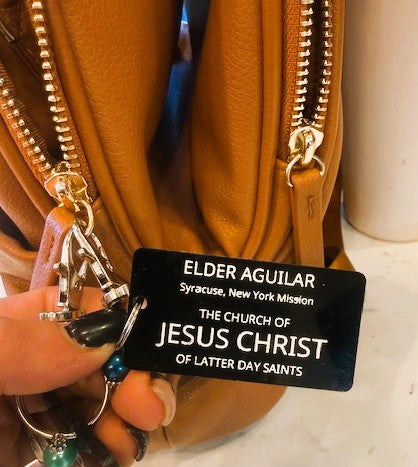 ELDER AGUILAR
Syracuse, New York Mission
THE CHURCH OF
JESUS CHRIST
OF LATTER DAY SAINTS